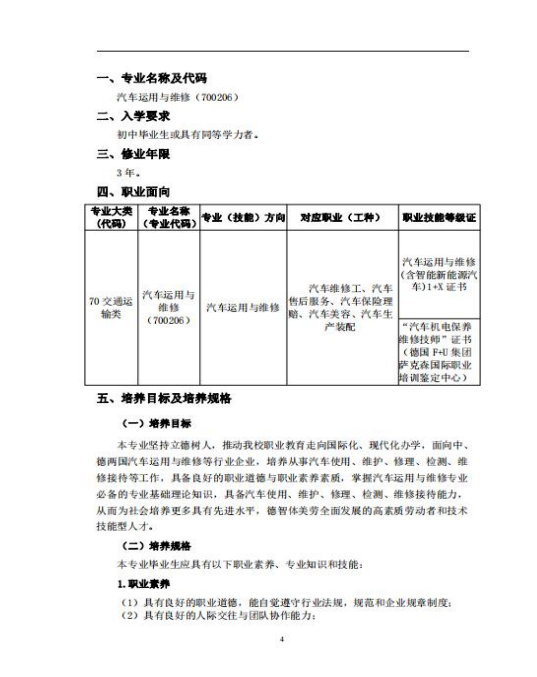 一、专业名称及代码
汽车运用与维修（700206）
二、入学要求
初中毕业生或具有同等学力者。
三、修业年限
3 年。
四、职业面向
专业大类
(代码)
专业名称
（专业代码）
专业（技能）方向
对应职业（工种）
职业技能等级证
70 交通运
输类
汽车运用与
维修
（700206）
汽车运用与维修
汽车维修工、汽车
售后服务、汽车保险理
赔、汽车美容、汽车生
产装配
汽车运用与维修
(含智能新能源汽
车)1+X 证书
“汽车机电保养
维修技师”证书
（德国 F+U 集团
萨克森国际职业
培训鉴定中心）
五、培养目标及培养规格
（一）培养目标
本专业坚持立德树人，推动我校职业教育走向国际化、现代化办学，面向中、
德两国汽车运用与维修等行业企业，培养从事汽车使用、维护、修理、检测、维
修接待等工作，具备良好的职业道德与职业素养素质，掌握汽车运用与维修专业
必备的专业基础理论知识，具备汽车使用、维护、修理、检测、维修接待能力，
从而为社会培养更多具有先进水平，德智体美劳全面发展的高素质劳动者和技术
技能型人才。
（二）培养规格
本专业毕业生应具有以下职业素养、专业知识和技能：
1.职业素养
（1）具有良好的职业道德，能自觉遵守行业法规，规范和企业规章制度；
（2）具有良好的人际交往与团队协作能力；
4